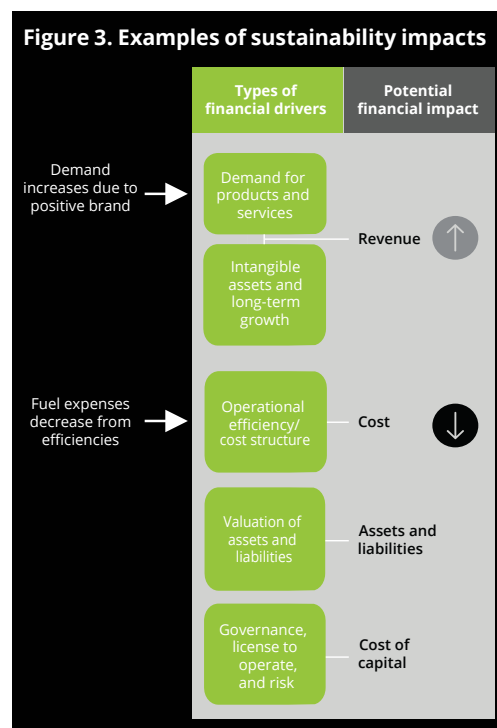 Figure 3. Examples of sustainability impacts
Types of
financial drivers
Potential
financial impact
Demand
increases due to
positive brand
Demand for
products and
services
Revenue
Intangible
assets and
long-term
growth
Fuel expenses
decrease from
efficiencies
Operational
efficiency/
cost structure
Cost
Valuation of
assets and
liabilities
Assets and
liabilities
Governance,
license to
operate,
and risk
Cost of
capital